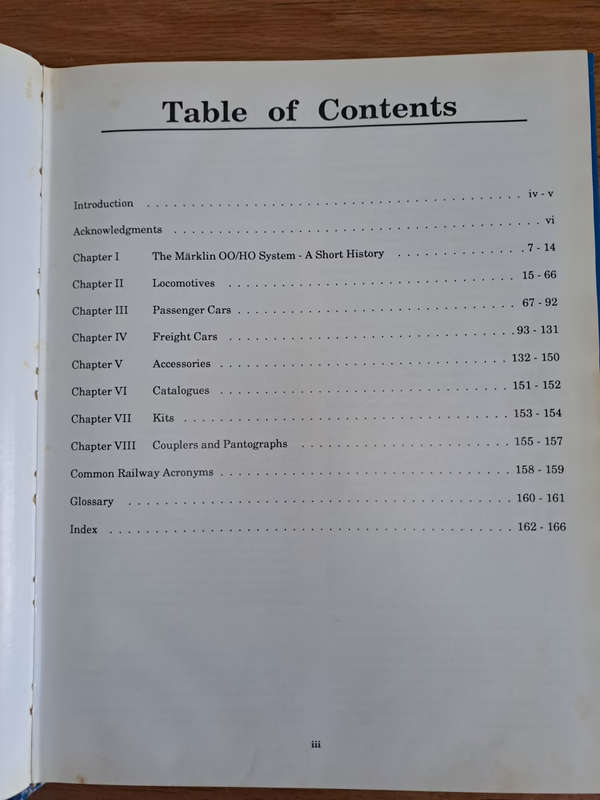 Table of Contents
Introduction . . . . . . . . . . . . . . . . . . . . . . . . . . . . . . . . . . . . . . . . . . . iv - v
Acknowledgments . . . . . . . . . . . . . . . . . . . . . . . . . . . . . . . . . . . . . . . . . vi
Chapter I The Märklin OO/HO System - A Short History . . . . . . . . . . . . . . 7 - 14
Chapter II Locomotives . . . . . . . . . . . . . . . . . . . . . . . . . . . . . . . . 15 - 66
Chapter III Passenger Cars . . . . . . . . . . . . . . . . . . . . . . . . . . . . . . . 67 - 92
Chapter IV Freight Cars . . . . . . . . . . . . . . . . . . . . . . . . . . . . . . . . 93 - 131
Chapter V Accessories . . . . . . . . . . . . . . . . . . . . . . . . . . . . . . . . 132 - 150
Chapter VI Catalogues . . . . . . . . . . . . . . . . . . . . . . . . . . . . . . . . 151 - 152
Chapter VII Kits . . . . . . . . . . . . . . . . . . . . . . . . . . . . . . . . . . . . 153 - 154
Chapter VIII Couplers and Pantographs . . . . . . . . . . . . . . . . . . . . . . . 155 - 157
Common Railway Acronyms . . . . . . . . . . . . . . . . . . . . . . . . . . . . . . . . 158 - 159
Glossary . . . . . . . . . . . . . . . . . . . . . . . . . . . . . . . . . . . . . . . . . . 160 - 161
Index . . . . . . . . . . . . . . . . . . . . . . . . . . . . . . . . . . . . . . . . . . . . 162 - 166
iii